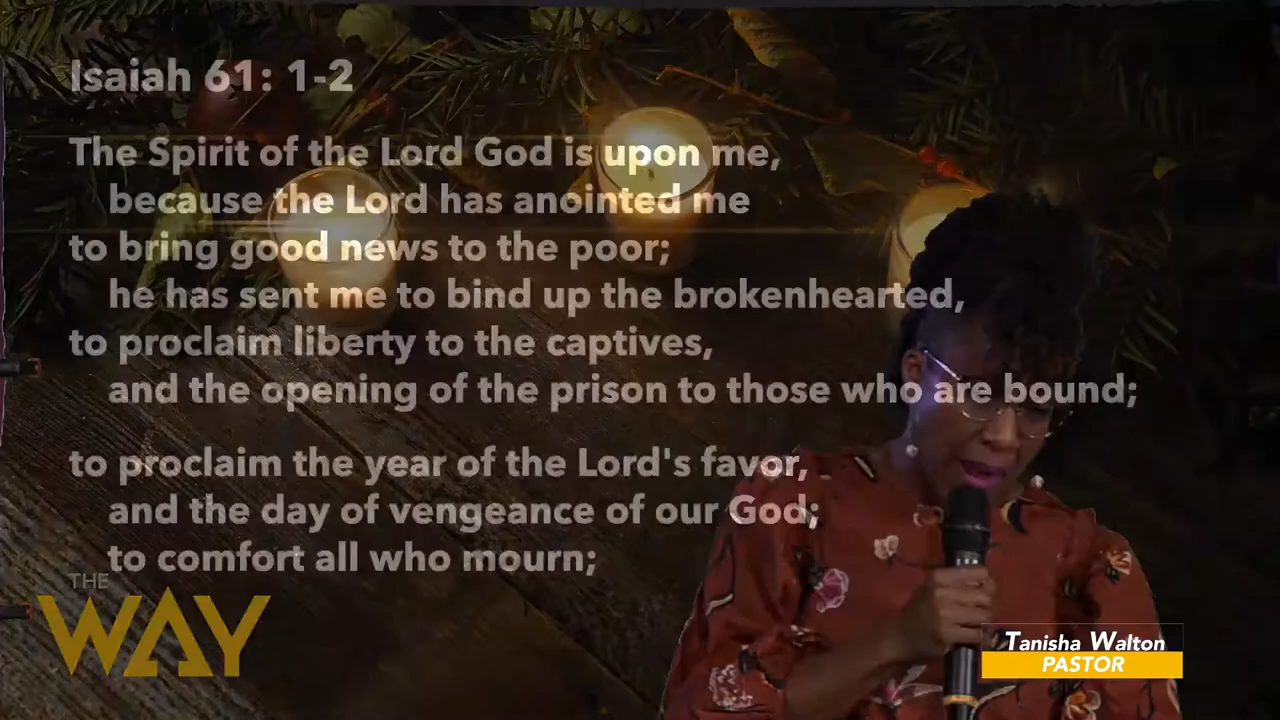 Isaiah 61: 1-2
The Spirit of the Lord God is upon me,
because the Lord has anointed me
to bring good news to the poor;
he has sent me to bind up the brokenhearted,
to proclaim liberty to the captives,
and the opening of the prison to those who are bound;
to proclaim the year of the Lord's favor,
and the day of vengeance of our God;
to comfort all who mourn;
THE
WAY
Tanisha Walton
PASTOR